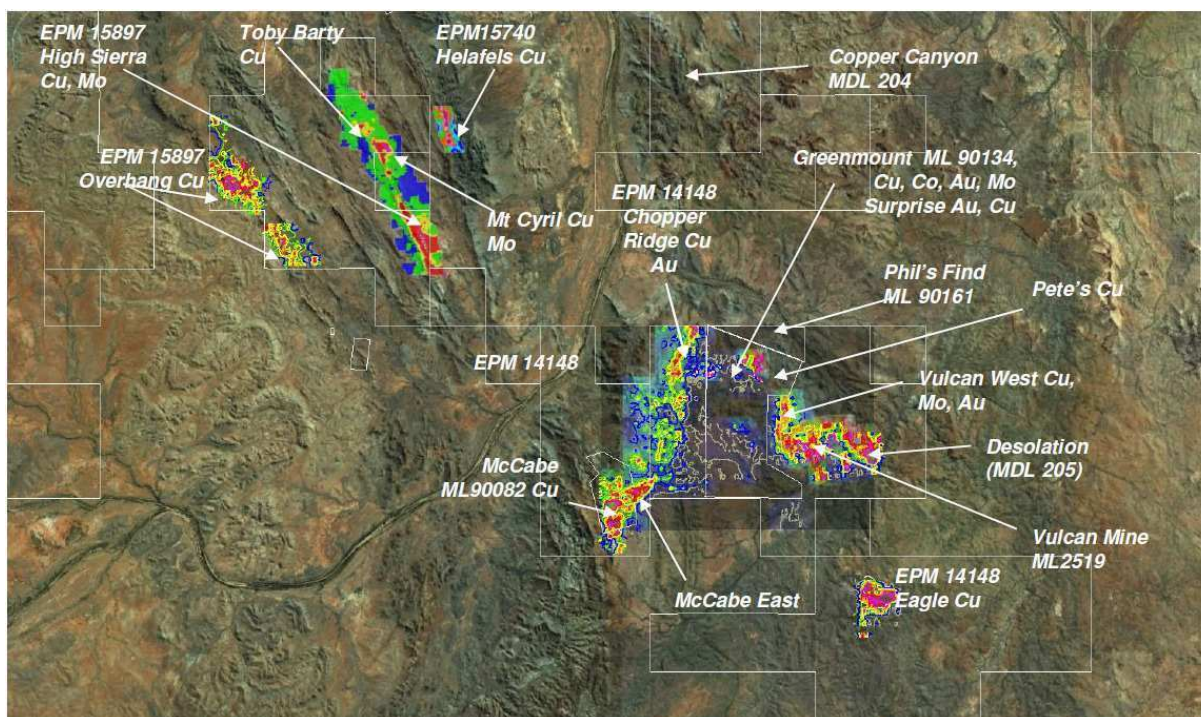 EPM 15897
High Sierra
Cu, Mo
Toby Barty
Cu
EPM15740
Helafels Cu
Copper Canyon
MDL 204
EPM 15897
Overhang Cu
Mt Cyril Cu
Mo
EPM 14148
Chopper
Ridge Cu
Au
Greenmount ML 90134,
Cu, Co, Au, Mo
Surprise Au, Cu
Phil's Find
ML 90161
Pete's Cu
EPM 14148
Vulcan West Cu,
Mo, Au
McCabe
ML90082 Cu
Desolation
(MDL 205)
Vulcan Mine
ML2519
McCabe East
EPM 14148
Eagle Cu